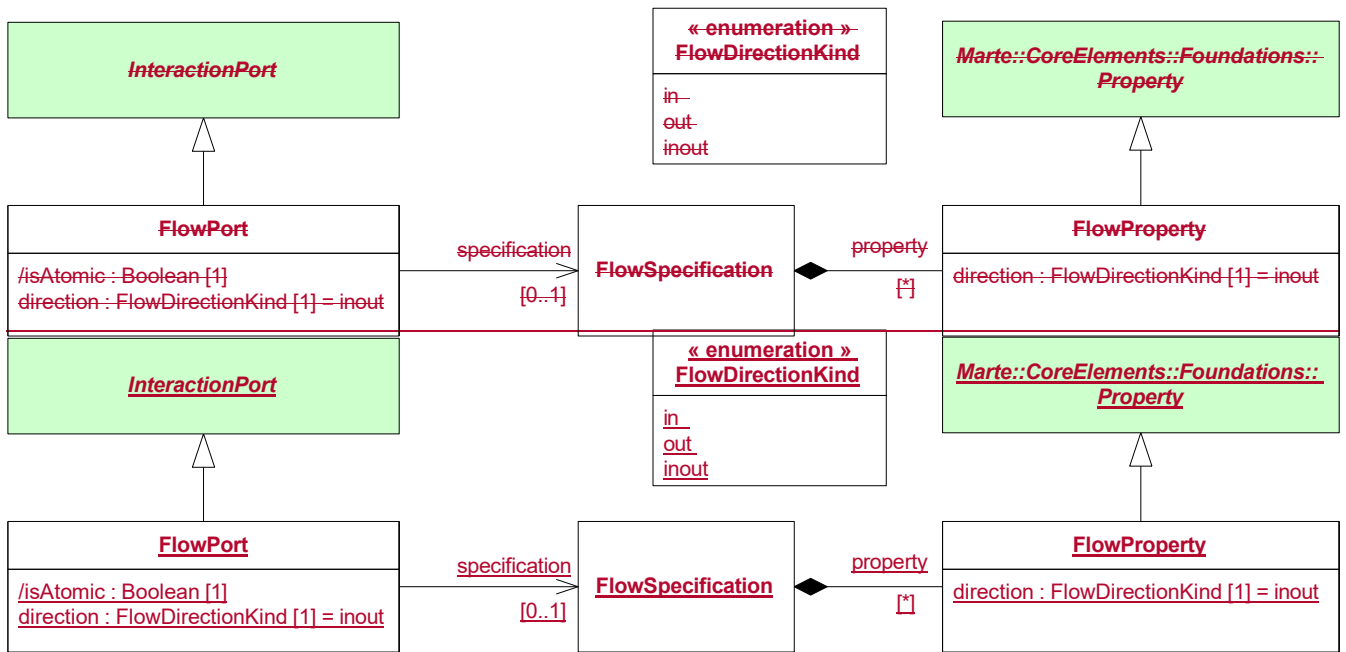 InteractionPort
« enumeration »
FlowDirectionKind
in
out
inout
Marte::CoreElements::Foundations::
Property
FlowPort
/isAtomic : Boolean [1]
direction : FlowDirectionKind [1] = inout
specification
[0..1]
FlowSpecification
property
[*]
FlowProperty
direction : FlowDirectionKind [1] = inout
InteractionPort
« enumeration »
FlowDirectionKind
in
out
inout
Marte::CoreElements::Foundations::
Property
FlowPort
/isAtomic : Boolean [1]
direction : FlowDirectionKind [1] = inout
specification
[0..1]
FlowSpecification
property
[*]
FlowProperty
direction : FlowDirectionKind [1] = inout